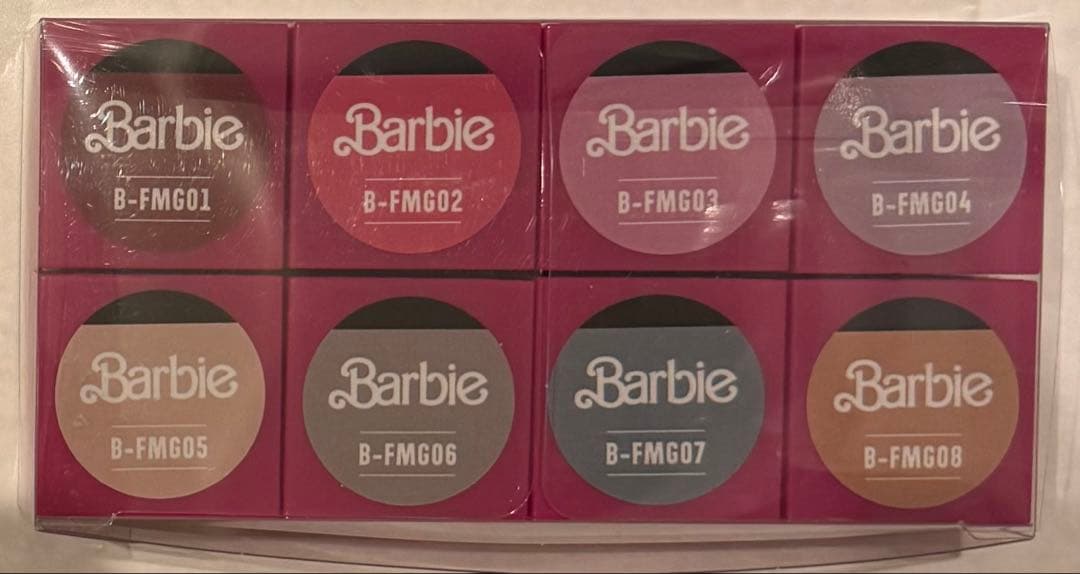 Barbie
B-FMG01
Barbie
B-FMG02
Barbie
B-FMG03
Barbie
B-FMG04
Barbie
B-FMG05
Barbie
B-FMG06
Barbie
B-FMG07
Barbie
B-FMG08